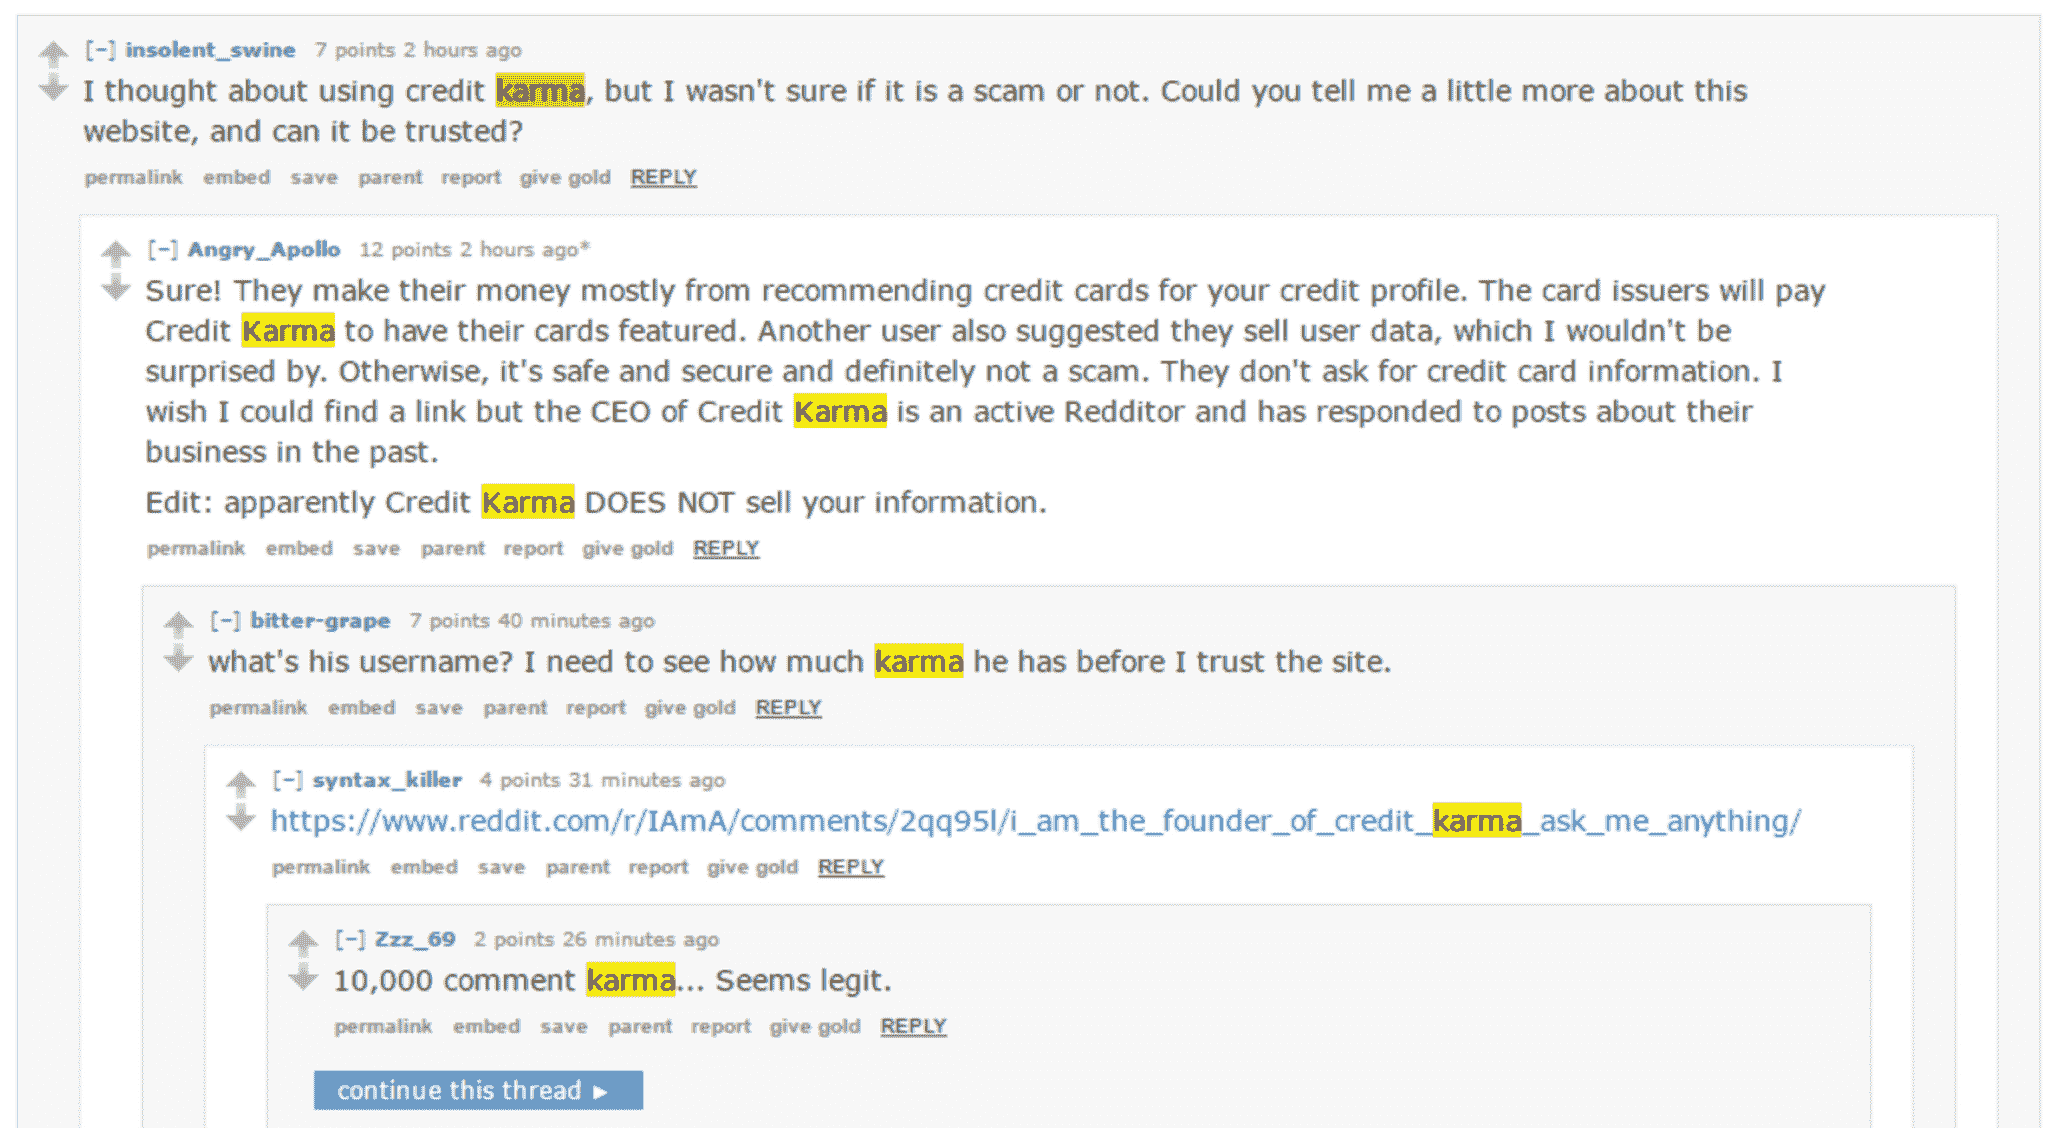 [–] insolent_swine 7 points 2 hours ago
I thought about using credit karma, but I wasn't sure if it is a scam or not. Could you tell me a little more about this
website, and can it be trusted?
permalink embed save parent report give gold REPLY
[–] Angry_Apollo 12 points 2 hours ago*
Sure! They make their money mostly from recommending credit cards for your credit profile. The card issuers will pay
Credit Karma to have their cards featured. Another user also suggested they sell user data, which I wouldn't be
surprised by. Otherwise, it's safe and secure and definitely not a scam. They don't ask for credit card information. I
wish I could find a link but the CEO of Credit Karma is an active Redditor and has responded to posts about their
business in the past.
Edit: apparently Credit Karma DOES NOT sell your information.
permalink embed save parent report give gold REPLY
[–] bitter-grape 7 points 40 minutes ago
what's his username? I need to see how much karma he has before I trust the site.
permalink embed save parent report give gold REPLY
[–] syntax_killer 4 points 31 minutes ago
https://www.reddit.com/r/IAmA/comments/2qq95l/i_am_the_founder_of_credit_karma_ask_me_anything/
permalink embed save parent report give gold REPLY
[–] Zzz_69 2 points 26 minutes ago
10,000 comment karma... Seems legit.
permalink embed save parent report give gold REPLY
continue this thread ►